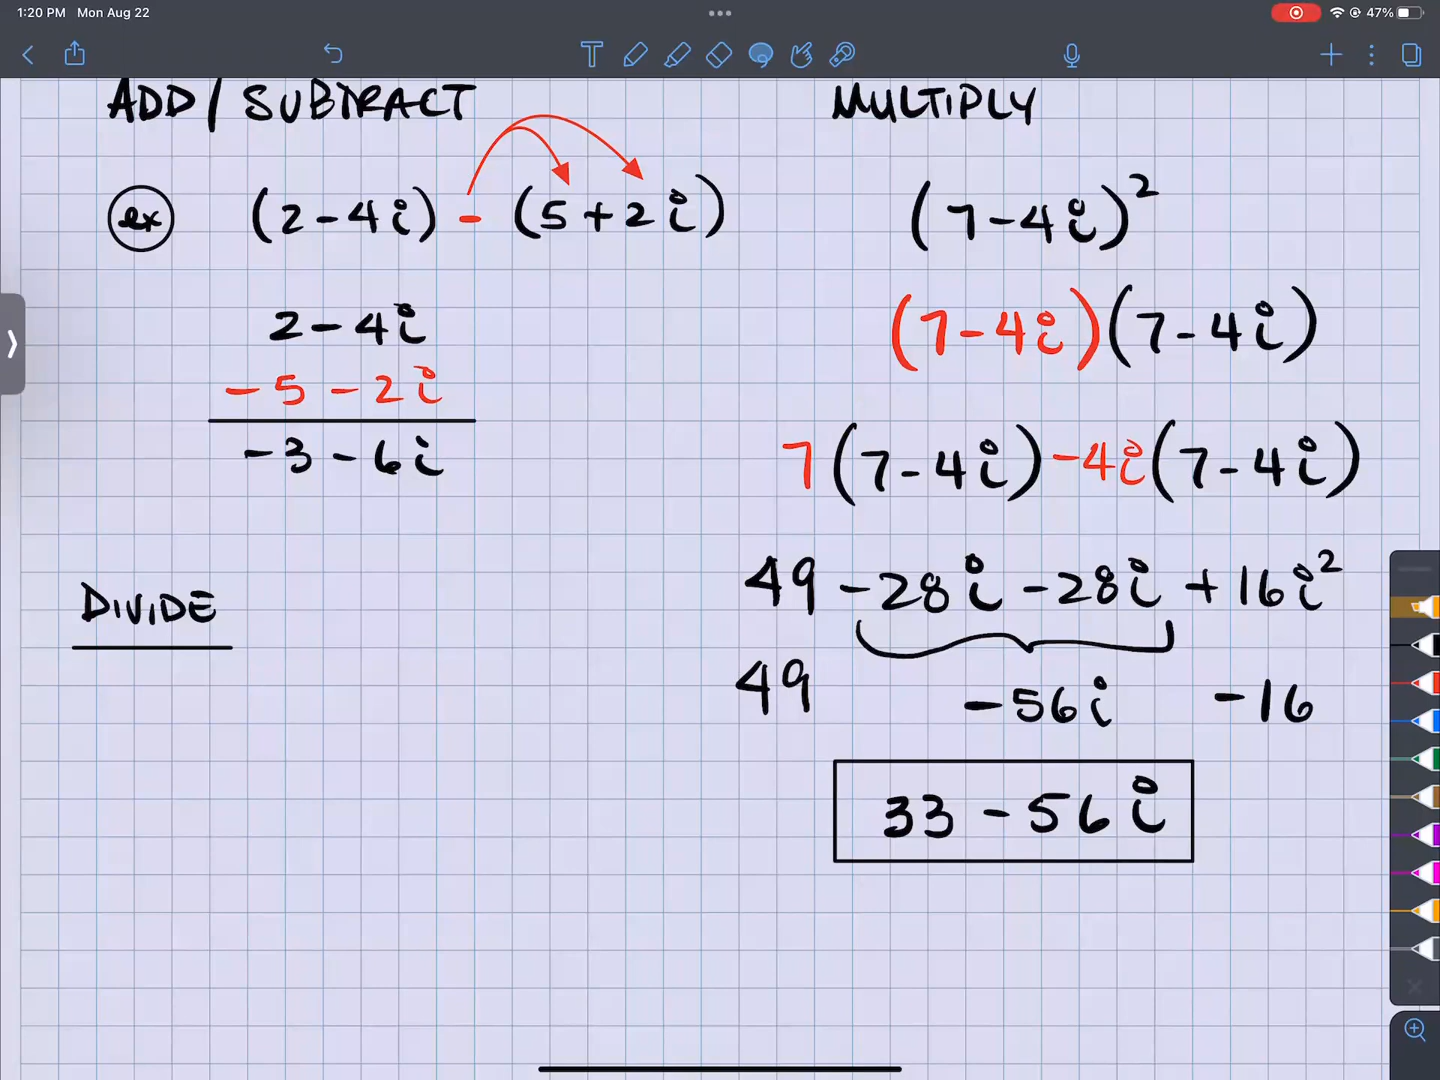 1:20 PM Mon Aug 22
47%
ADD / SUBTRACT
ex (2-4i) - (5+2i)
2-4i
-5-2i
-3-6i
DIVIDE
MULTIPLY
(7-4i)²
(7-4i)(7-4i)
7(7-4i)-4i(7-4i)
49 -28i -28i +16i²
49 -56i -16
33 -56i